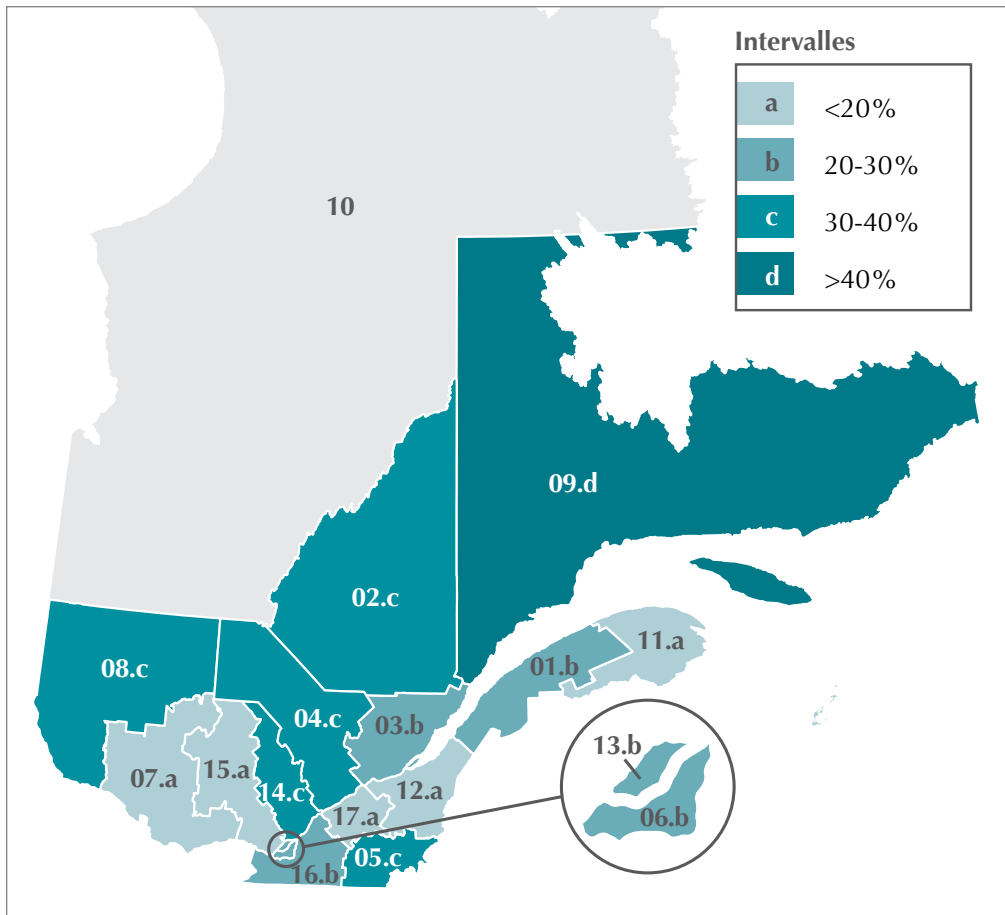 Intervalles
a <20%
b 20-30%
c 30-40%
d >40%
10
09.d
02.c
08.c
11.a
01.b
04.c
03.b
13.b
07.a
15.a
14.c
12.a
17.a
06.b
05.c
16.b